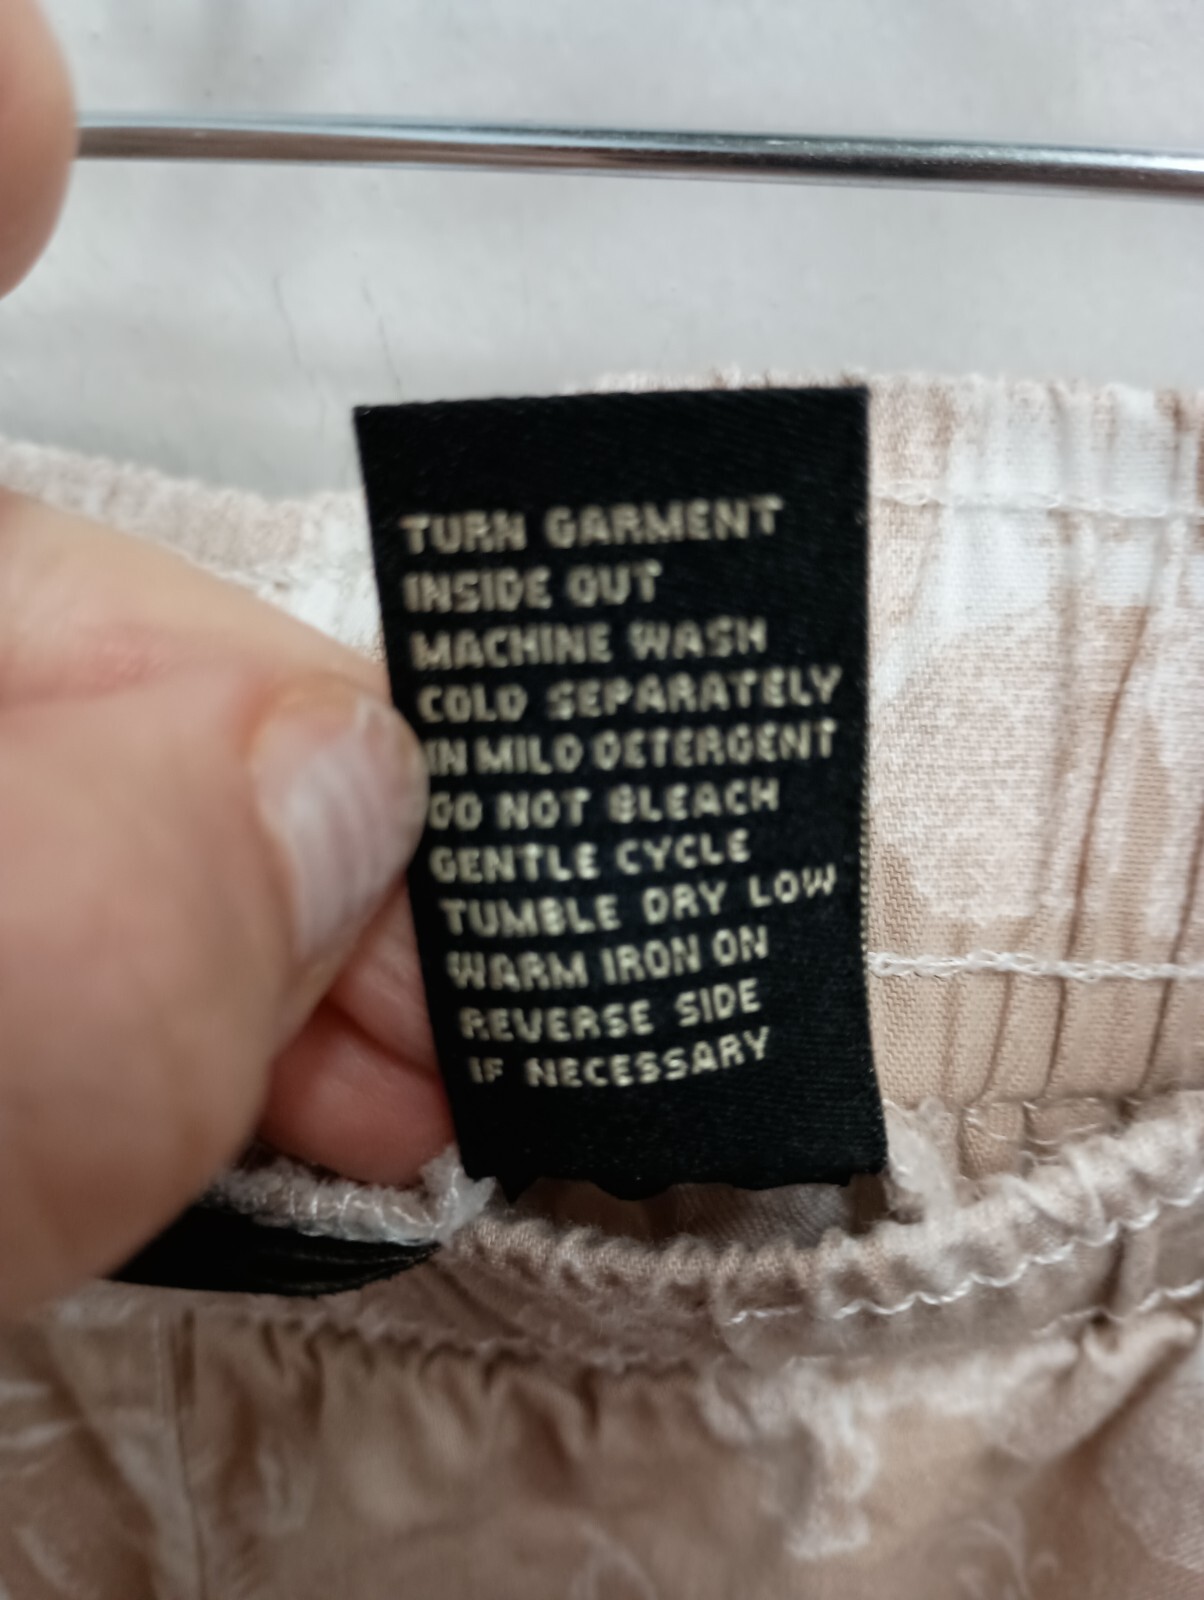 TURN GARMENT
INSIDE OUT
MACHINE WASH
COLD SEPARATELY
IN MILD DETERGENT
DO NOT BLEACH
GENTLE CYCLE
TUMBLE DRY LOW
WARM IRON ON
REVERSE SIDE
IF NECESSARY